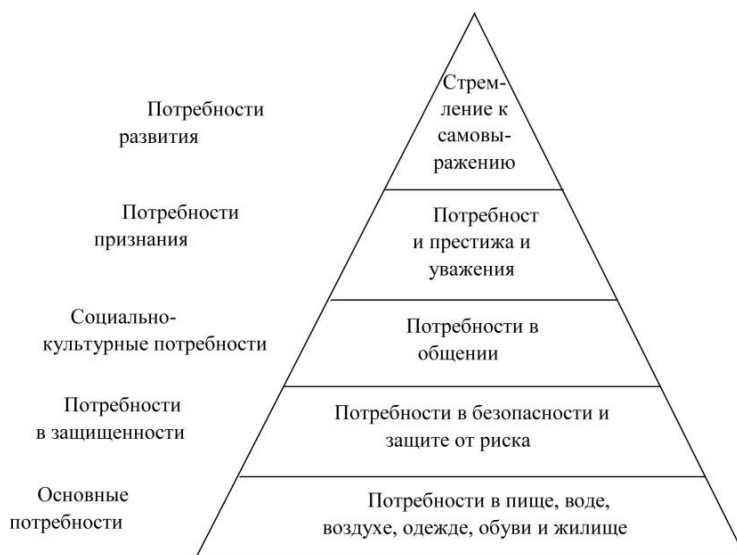 Потребности
развития
Стрем-
ление к
самовы-
ражению
Потребности
признания
Потребност
и престижа и
уважения
Социально-
культурные потребности
Потребности в
общении
Потребности
в защищенности
Потребности в безопасности и
защите от риска
Основные
потребности
Потребности в пище, воде,
воздухе, одежде, обуви и жилище